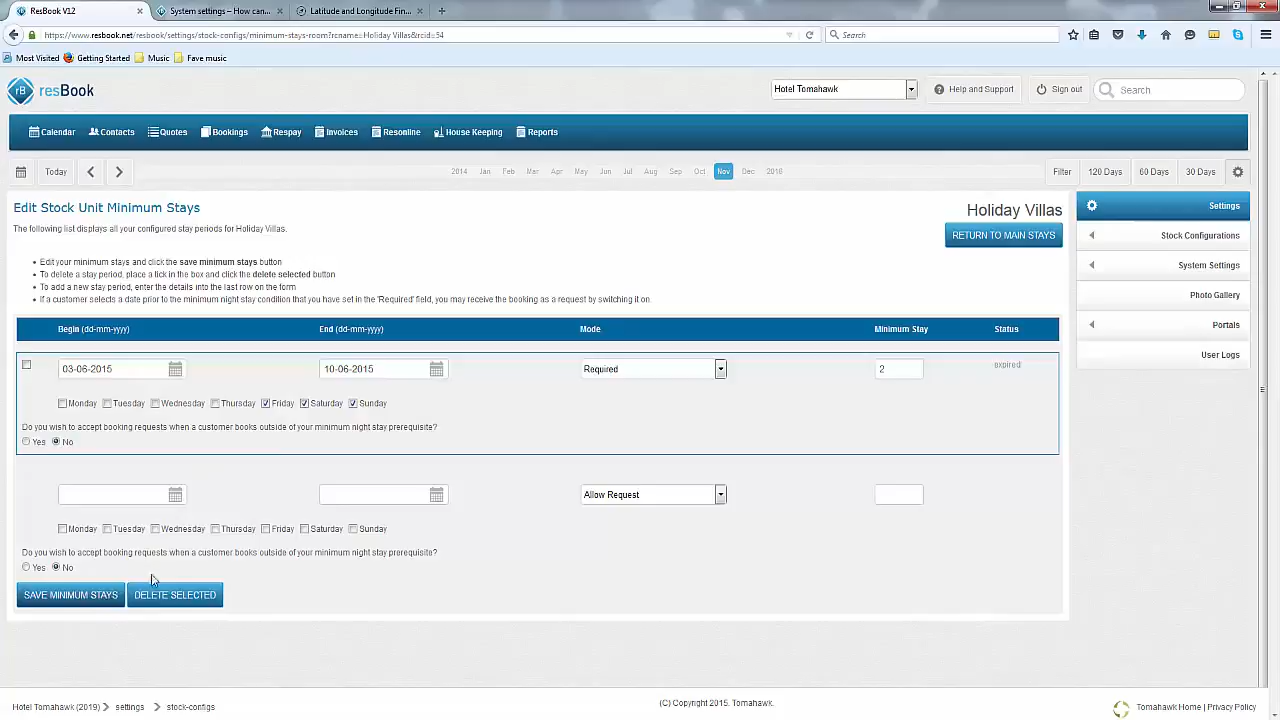 ResBook V12 × System settings – How can... × Latitude and Longitude Fin... × +
https://www.resbook.net/resbook/settings/stock-configs/minimum-stays-room?rcname=Holiday Villas&rcid=54 Search
Most Visited Getting Started Music Fave music
rB resBook Hotel Tomahawk Help and Support Sign out Search
Calendar Contacts Quotes Bookings Respay Invoices Resonline House Keeping Reports
Today 2014 Jan Feb Mar Apr May Jun Jul Aug Sep Oct Nov Dec 2016 Filter 120 Days 60 Days 30 Days
Edit Stock Unit Minimum Stays Holiday Villas Settings
The following list displays all your configured stay periods for Holiday Villas.
RETURN TO MAIN STAYS Stock Configurations
• Edit your minimum stays and click the save minimum stays button System Settings
• To delete a stay period, place a tick in the box and click the delete selected button
• To add a new stay period, enter the details into the last row on the form Photo Gallery
• If a customer selects a date prior to the minimum night stay condition that you have set in the 'Required' field, you may receive the booking as a request by switching it on.
Begin (dd-mm-yyyy) End (dd-mm-yyyy) Mode Minimum Stay Status Portals
User Logs
03-06-2015 10-06-2015 Required 2 expired
Monday Tuesday Wednesday Thursday Friday Saturday Sunday
Do you wish to accept booking requests when a customer books outside of your minimum night stay prerequisite?
Yes No
Allow Request
Monday Tuesday Wednesday Thursday Friday Saturday Sunday
Do you wish to accept booking requests when a customer books outside of your minimum night stay prerequisite?
Yes No
SAVE MINIMUM STAYS DELETE SELECTED
Hotel Tomahawk (2019) settings stock-configs (C) Copyright 2015. Tomahawk. Tomahawk Home | Privacy Policy